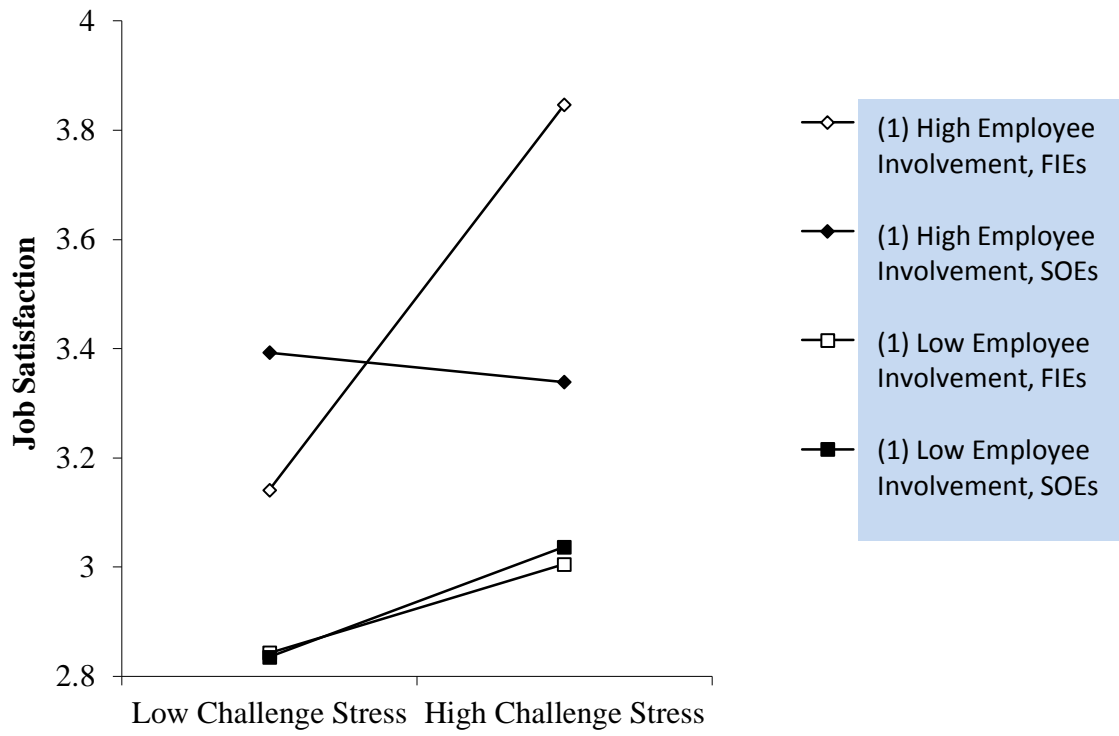 4
3.8
3.6
3.4
3.2
3
2.8
Job Satisfaction
Low Challenge Stress
High Challenge Stress
(1) High Employee
Involvement, FIEs
(1) High Employee
Involvement, SOEs
(1) Low Employee
Involvement, FIEs
(1) Low Employee
Involvement, SOEs